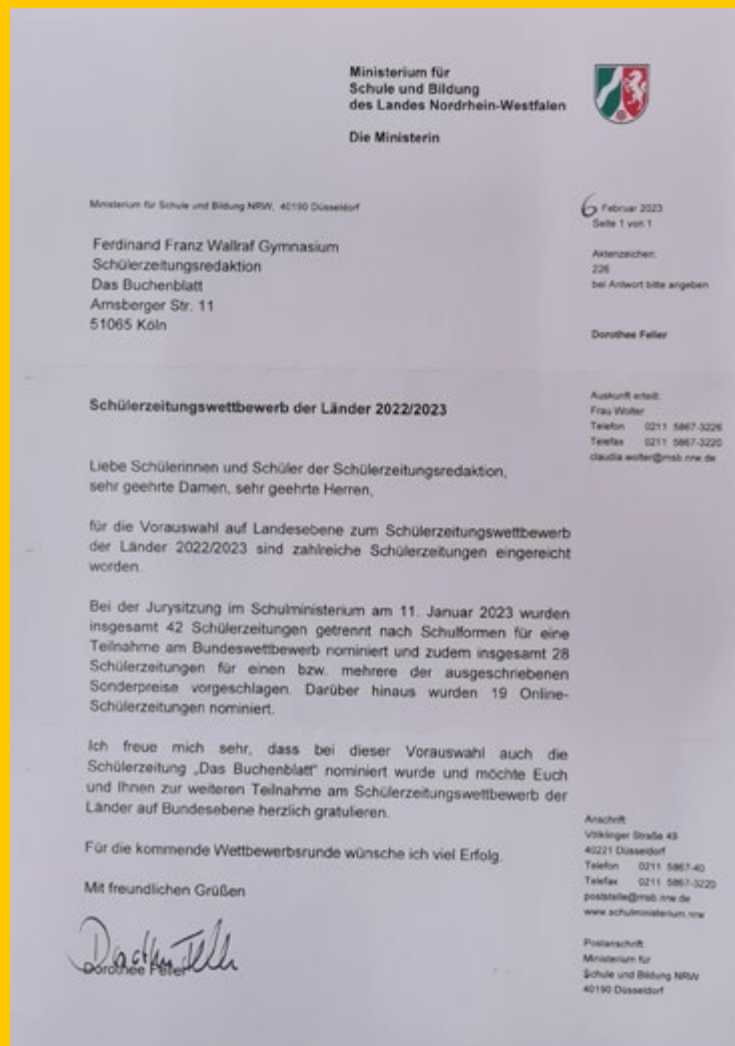 Ministerium für
Schule und Bildung
des Landes Nordrhein-Westfalen
Die Ministerin
Ministerium für Schule und Bildung NRW, 40190 Düsseldorf
6 Februar 2023
Seite 1 von 1
Aktenzeichen:
226
bei Antwort bitte angeben
Dorothee Feller
Auskunft erteilt:
Frau Wolter
Telefon 0211 5867-3226
Telefax 0211 5867-3220
claudia.wolter@msb.nrw.de
Ferdinand Franz Wallraf Gymnasium
Schülerzeitungsredaktion
Das Buchenblatt
Arnsberger Str. 11
51065 Köln
Schülerzeitungswettbewerb der Länder 2022/2023
Liebe Schülerinnen und Schüler der Schülerzeitungsredaktion,
sehr geehrte Damen, sehr geehrte Herren,
für die Vorauswahl auf Landesebene zum Schülerzeitungswettbewerb
der Länder 2022/2023 sind zahlreiche Schülerzeitungen eingereicht
worden.
Bei der Jurysitzung im Schulministerium am 11. Januar 2023 wurden
insgesamt 42 Schülerzeitungen getrennt nach Schulformen für eine
Teilnahme am Bundeswettbewerb nominiert und zudem insgesamt 28
Schülerzeitungen für einen bzw. mehrere der ausgeschriebenen
Sonderpreise vorgeschlagen. Darüber hinaus wurden 19 Online-
Schülerzeitungen nominiert.
Ich freue mich sehr, dass bei dieser Vorauswahl auch die
Schülerzeitung „Das Buchenblatt" nominiert wurde und möchte Euch
und Ihnen zur weiteren Teilnahme am Schülerzeitungswettbewerb der
Länder auf Bundesebene herzlich gratulieren.
Für die kommende Wettbewerbsrunde wünsche ich viel Erfolg.
Mit freundlichen Grüßen
Dorothee Feller
Dorothee Feller
Anschrift:
Völklinger Straße 49
40221 Düsseldorf
Telefon 0211 5867-40
Telefax 0211 5867-3220
poststelle@msb.nrw.de
www.schulministerium.nrw
Postanschrift:
Ministerium für
Schule und Bildung NRW
40190 Düsseldorf